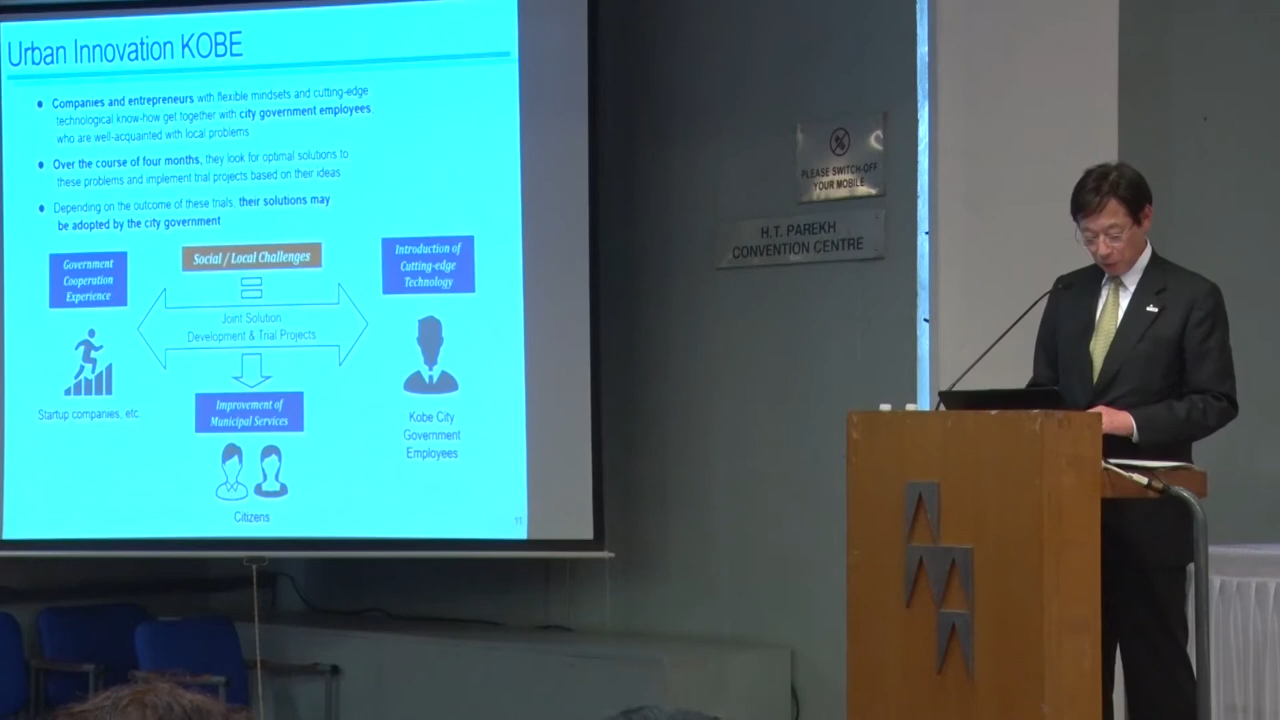 Urban Innovation KOBE
● Companies and entrepreneurs with flexible mindsets and cutting-edge
technological know-how get together with city government employees,
who are well-acquainted with local problems
● Over the course of four months, they look for optimal solutions to
these problems and implement trial projects based on their ideas
● Depending on the outcome of these trials, their solutions may
be adopted by the city government
Government
Cooperation
Experience
Social / Local Challenges
Introduction of
Cutting-edge
Technology
Joint Solution
Development & Trial Projects
Startup companies, etc.
Improvement of
Municipal Services
Kobe City
Government
Employees
Citizens
11
PLEASE SWITCH-OFF
YOUR MOBILE
H.T. PAREKH
CONVENTION CENTRE